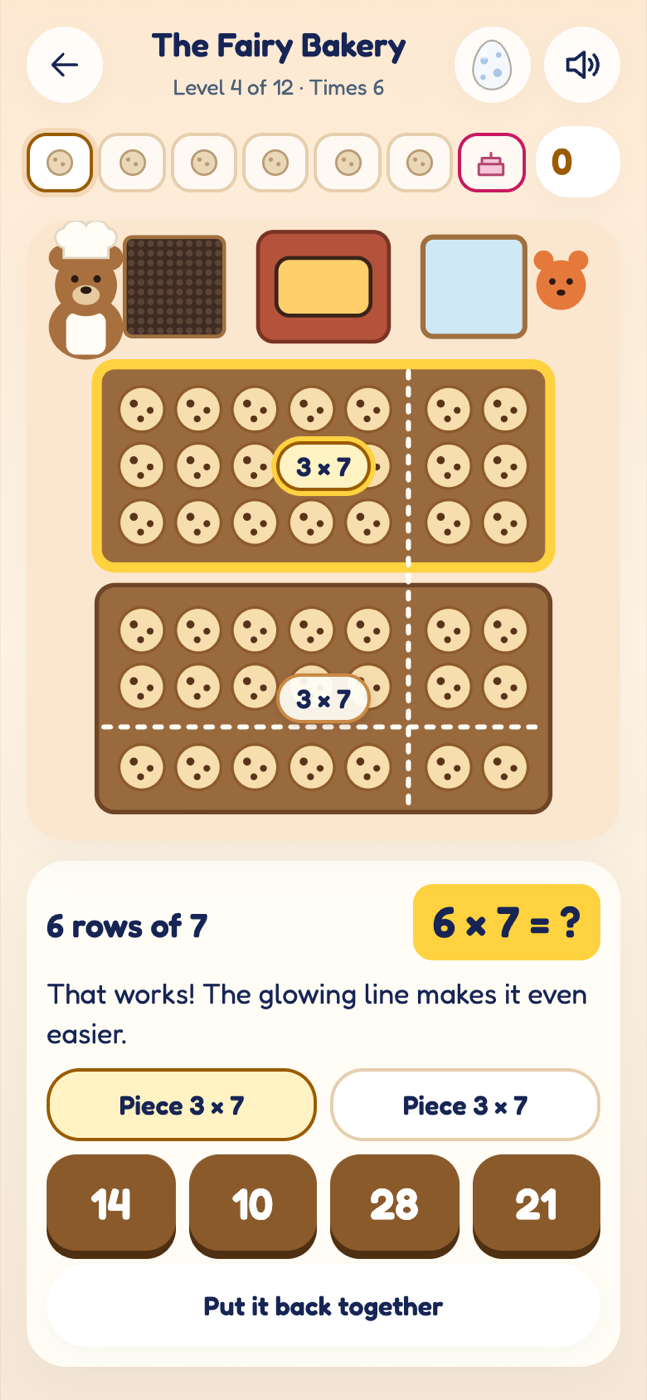 The Fairy Bakery
Level 4 of 12 · Times 6
0
3 × 7
3 × 7
6 rows of 7
6 × 7 = ?
That works! The glowing line makes it even
easier.
Piece 3 × 7
Piece 3 × 7
14
10
28
21
Put it back together